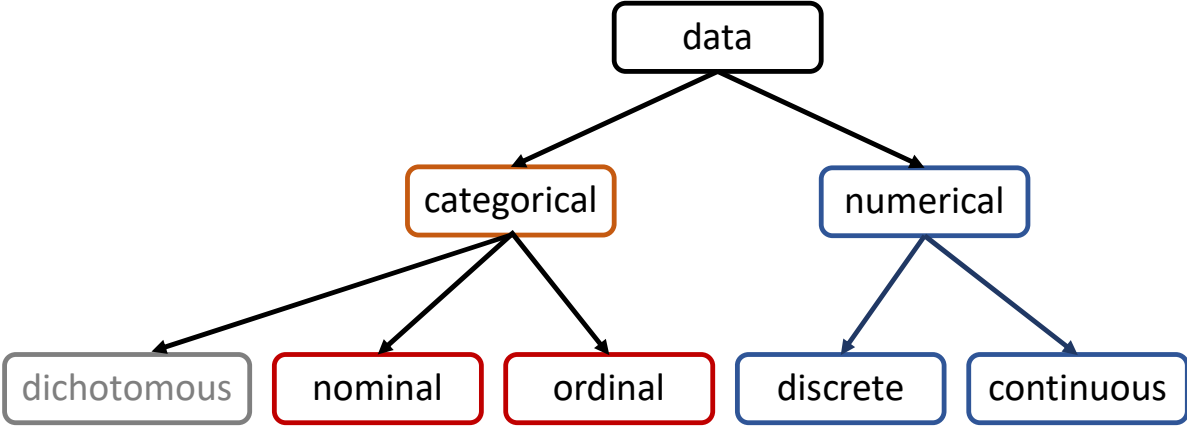 data
categorical
numerical
dichotomous
nominal
ordinal
discrete
continuous